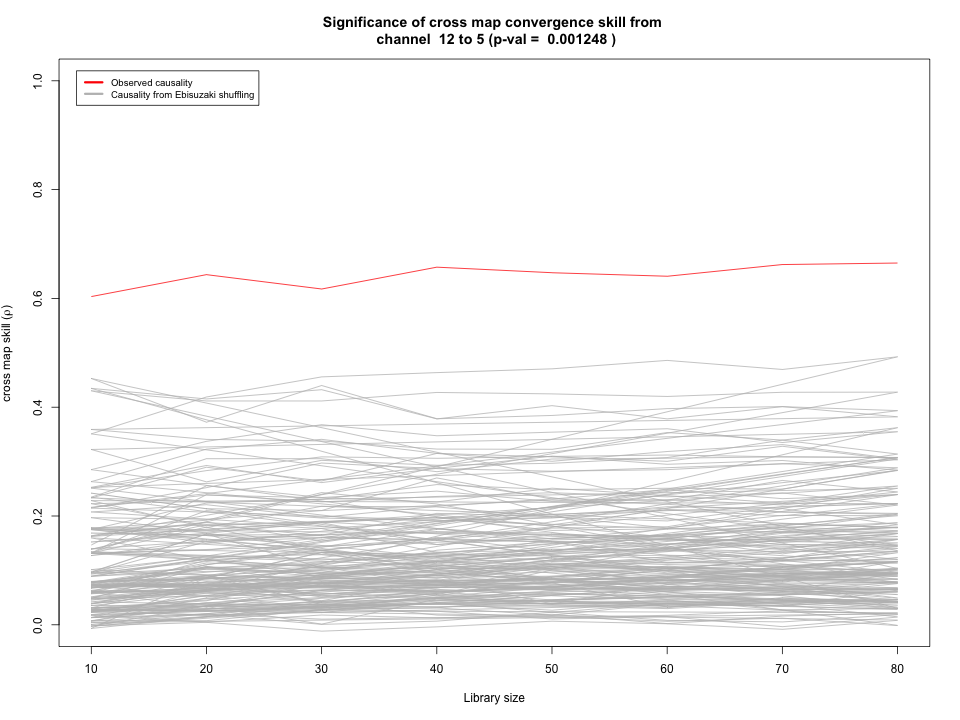 Significance of cross map convergence skill from
channel  12 to 5 (p-val =  0.001248 )
Observed causality
Causality from Ebisuzaki shuffling
cross map skill (ρ)
1.0
0.8
0.6
0.4
0.2
0.0
10 20 30 40 50 60 70 80
Library size